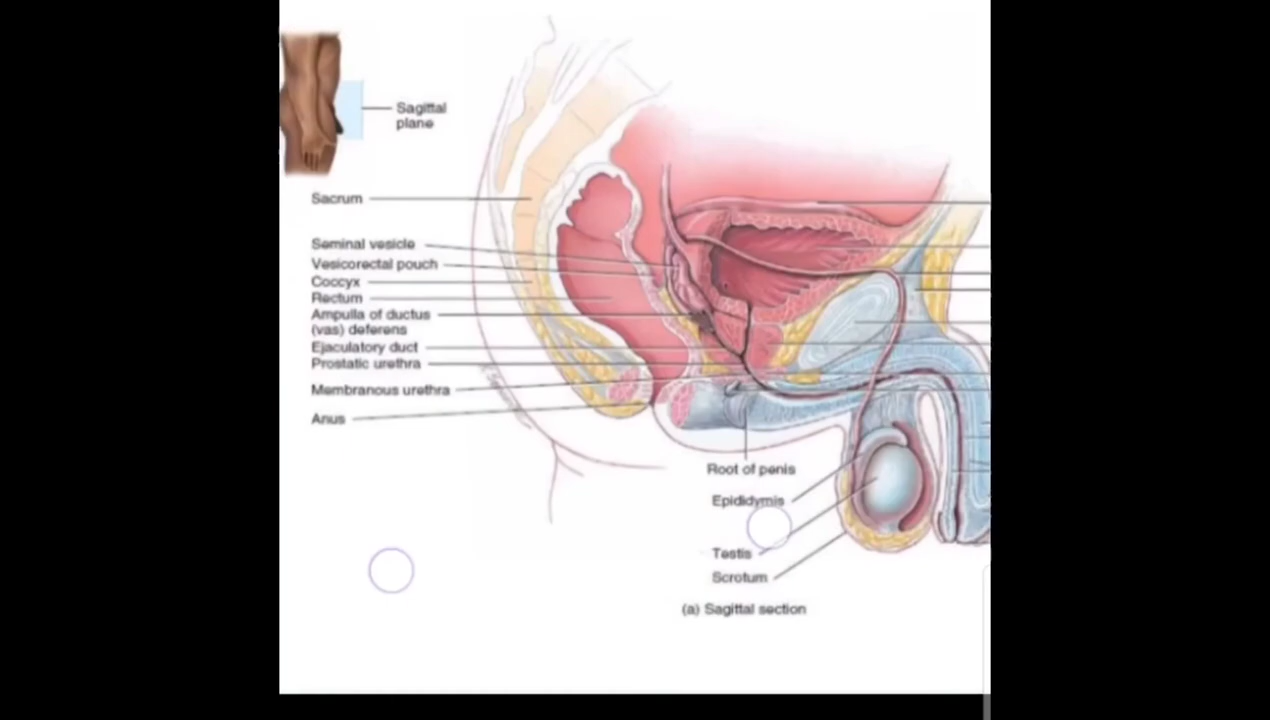 Sagittal
plane
Sacrum
Seminal vesicle
Vesicorectal pouch
Coccyx
Rectum
Ampulla of ductus
(vas) deferens
Ejaculatory duct
Prostatic urethra
Membranous urethra
Anus
Root of penis
Epididymis
Testis
Scrotum
(a) Sagittal section